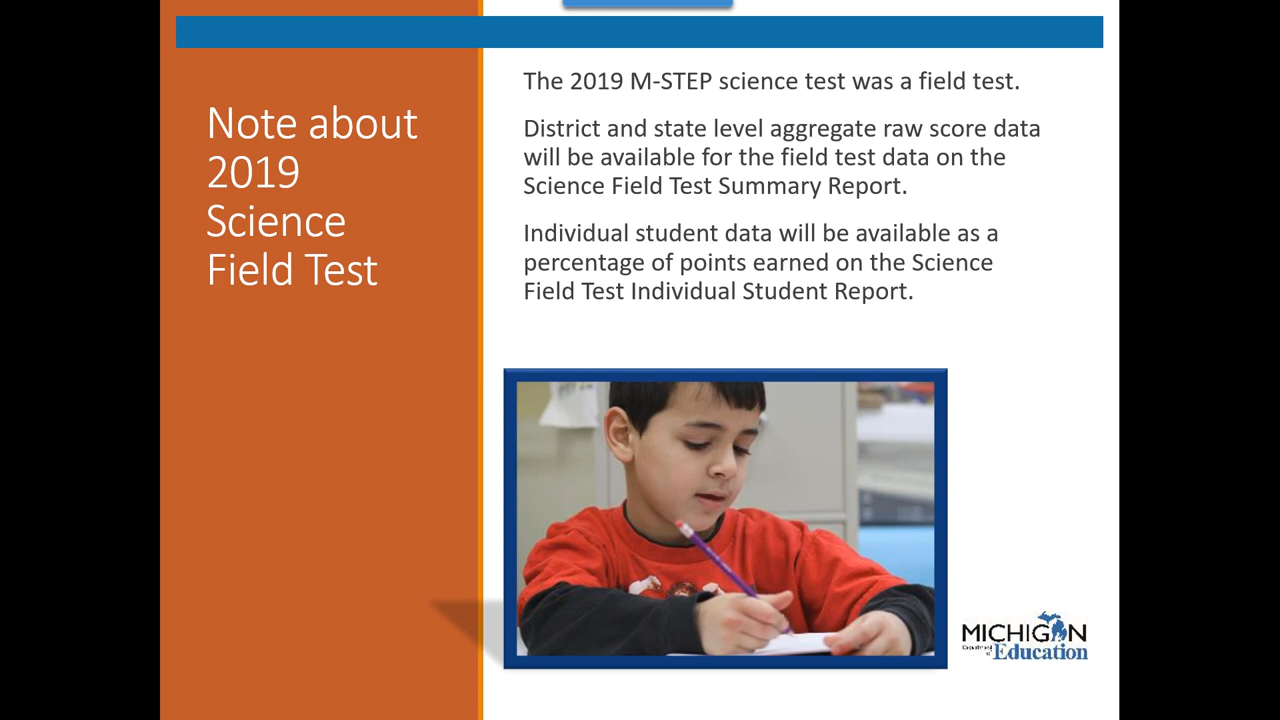 Note about
2019
Science
Field Test
The 2019 M-STEP science test was a field test.
District and state level aggregate raw score data
will be available for the field test data on the
Science Field Test Summary Report.
Individual student data will be available as a
percentage of points earned on the Science
Field Test Individual Student Report.
MICHIGAN
Department
of Education